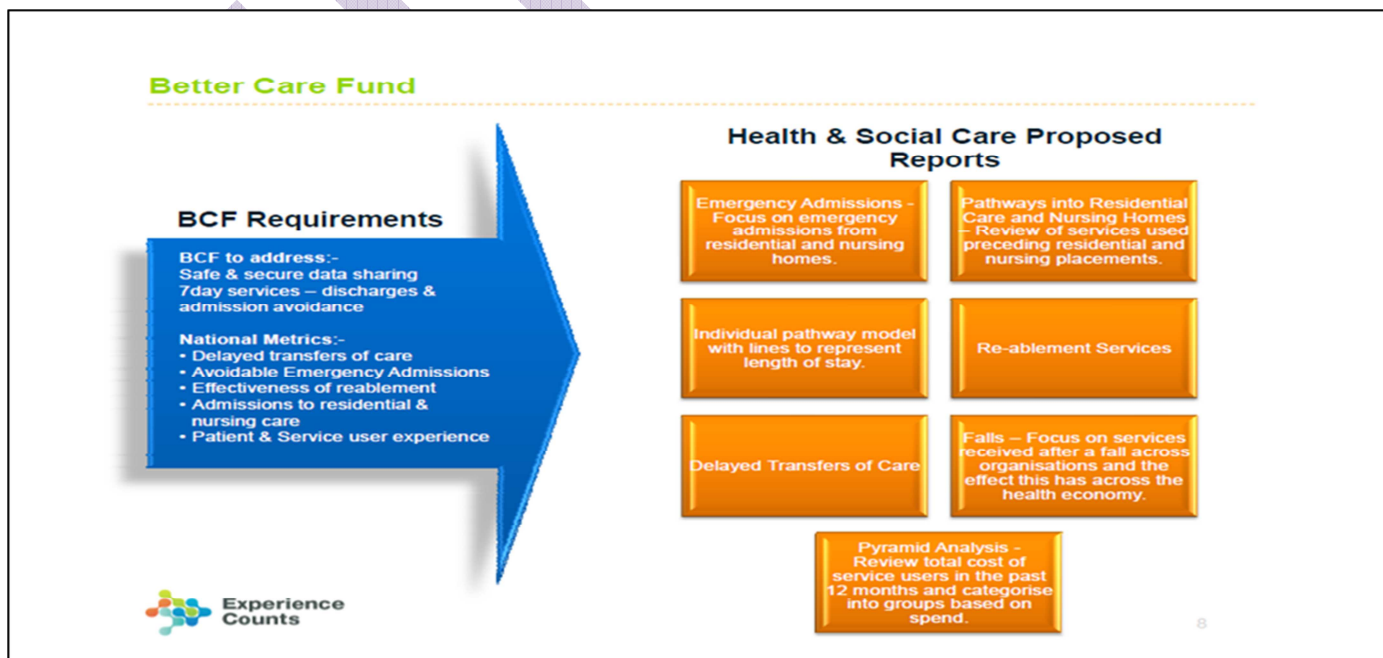 Better Care Fund
BCF Requirements
BCF to address:-
Safe & secure data sharing
7day services – discharges &
admission avoidance
National Metrics:-
• Delayed transfers of care
• Avoidable Emergency Admissions
• Effectiveness of reablement
• Admissions to residential &
nursing care
• Patient & Service user experience
Health & Social Care Proposed
Reports
Emergency Admissions -
Focus on emergency
admissions from
residential and nursing
homes.
Pathways into Residential
Care and Nursing Homes
– Review of services used
preceding residential and
nursing placements.
Individual pathway model
with lines to represent
length of stay.
Re-ablement Services
Delayed Transfers of Care
Falls – Focus on services
received after a fall across
organisations and the
effect this has across the
health economy.
Pyramid Analysis -
Review total cost of
service users in the past
12 months and categorise
into groups based on
spend.
Experience
Counts
8